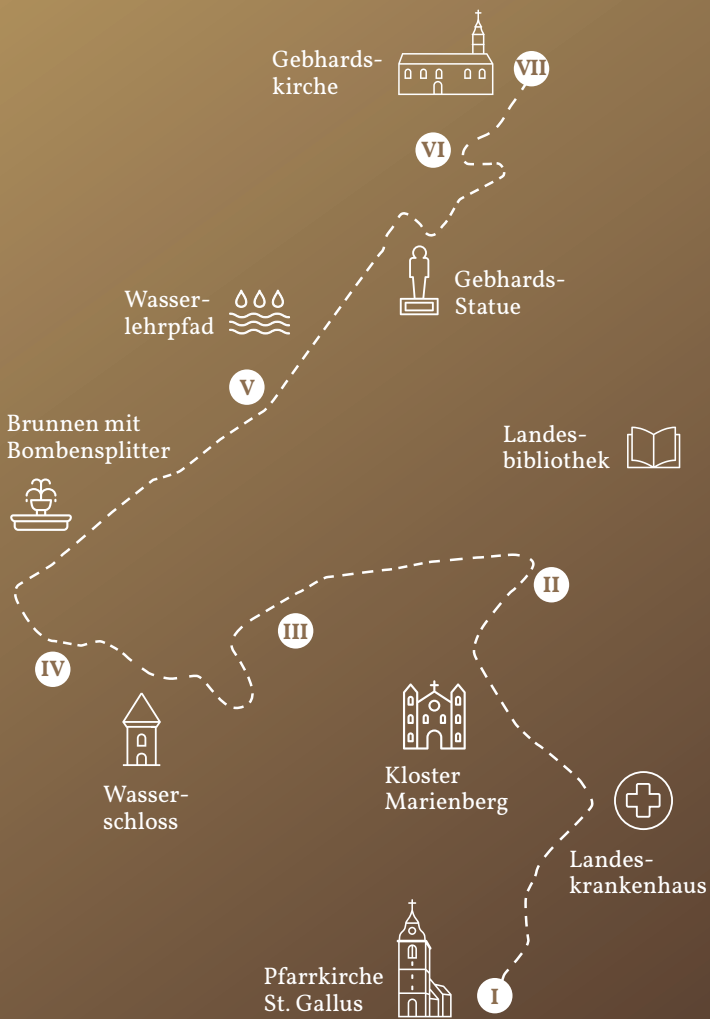 Gebhards-
kirche
VII
VI
Gebhards-
Statue
Wasser-
lehrpfad
V
Brunnen mit
Bombensplitter
Landes-
bibliothek
II
III
IV
Wasser-
schloss
Kloster
Marienberg
Landes-
krankenhaus
Pfarrkirche
St. Gallus
I